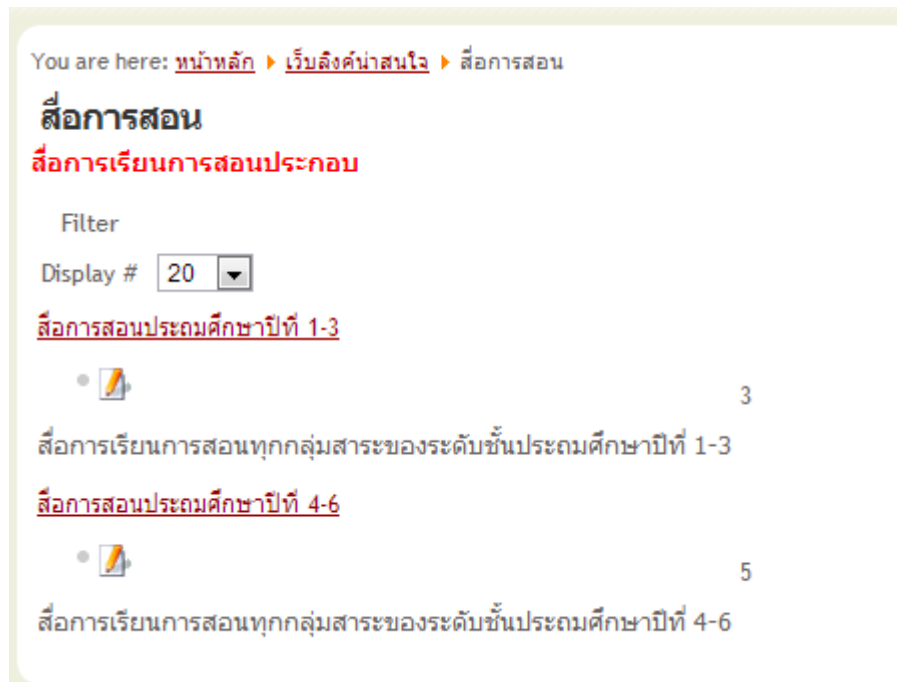 You are here: หน้าหลัก เว็บลิงค์น่าสนใจ สื่อการสอน
สื่อการสอน
สื่อการเรียนการสอนประกอบ
Filter
Display # 20
สื่อการสอนประถมศึกษาปีที่ 1-3
3
สื่อการเรียนการสอนทุกกลุ่มสาระของระดับชั้นประถมศึกษาปีที่ 1-3
สื่อการสอนประถมศึกษาปีที่ 4-6
5
สื่อการเรียนการสอนทุกกลุ่มสาระของระดับชั้นประถมศึกษาปีที่ 4-6